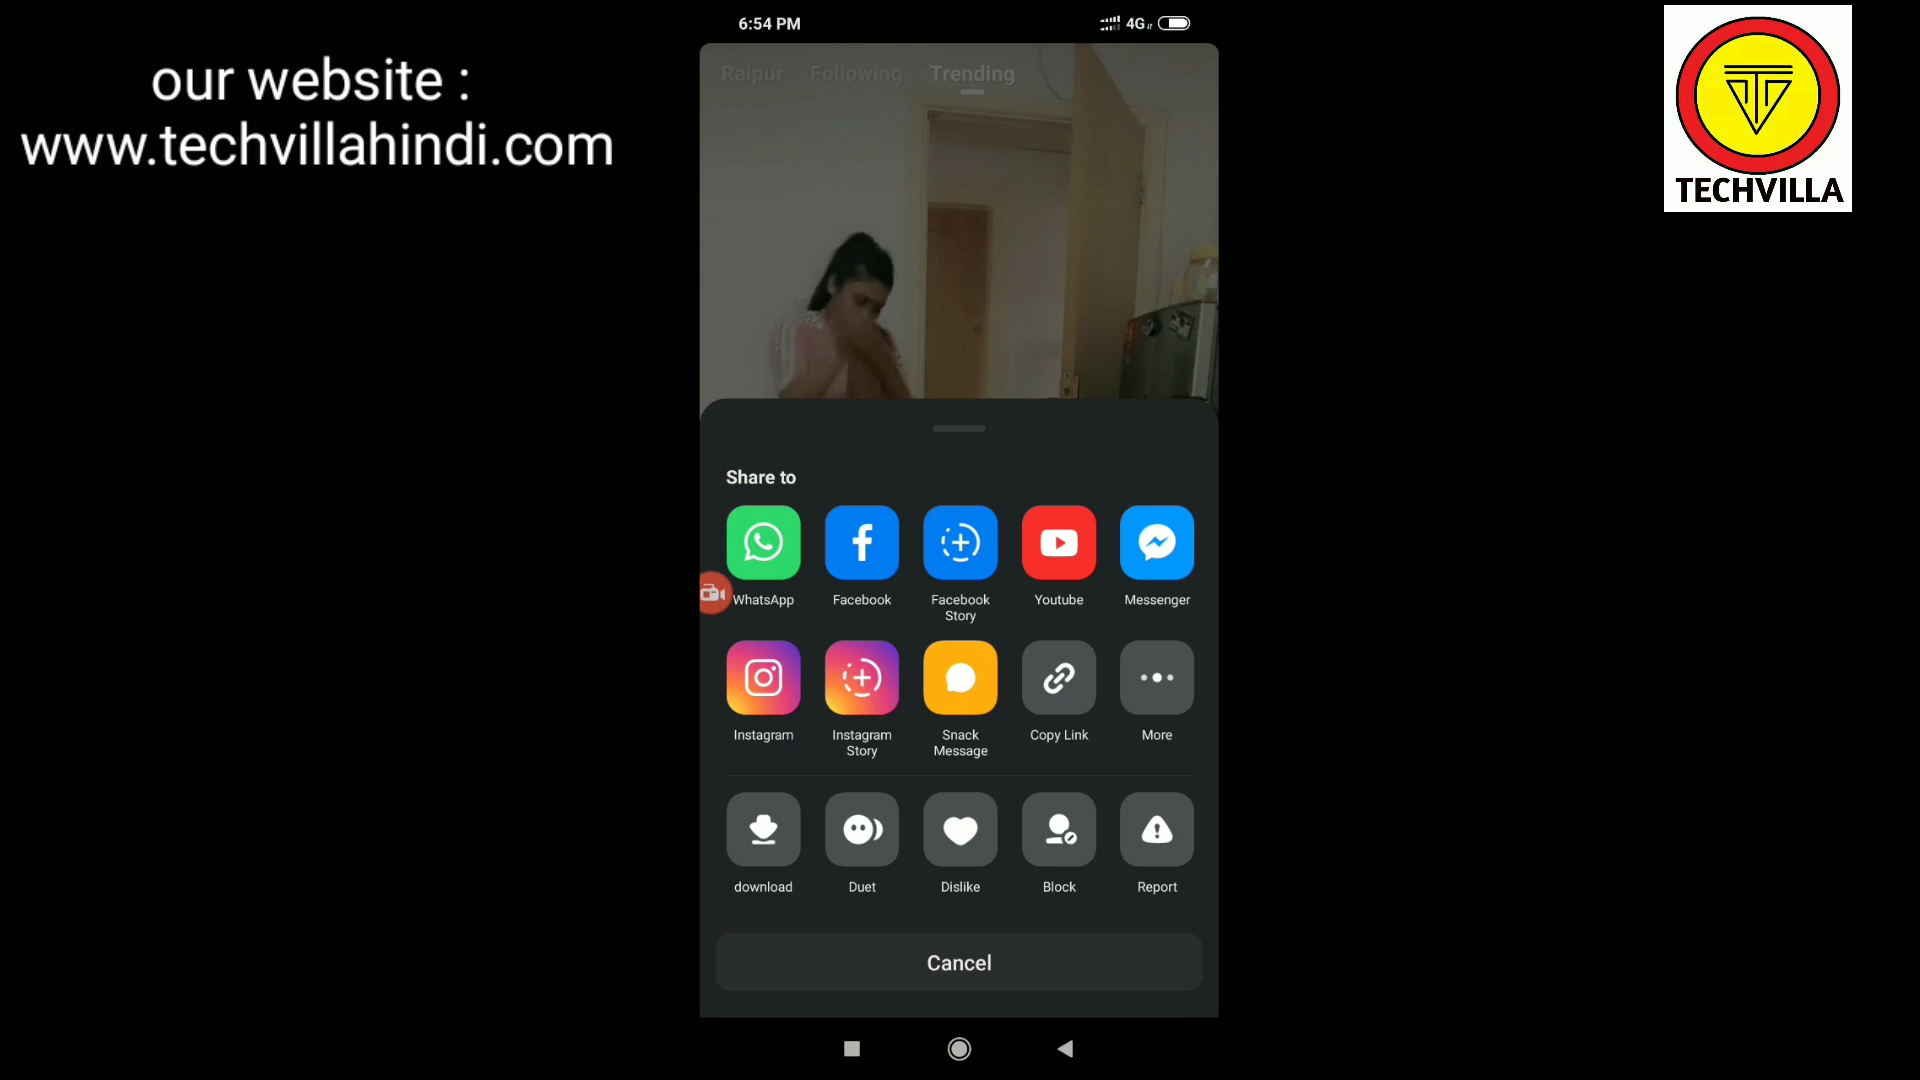 our website :
www.techvillahindi.com
TECHVILLA
6:54 PM
4G
Raipur Following Trending
Share to
WhatsApp Facebook Facebook Story Youtube Messenger
Instagram Instagram Story Snack Message Copy Link More
download Duet Dislike Block Report
Cancel